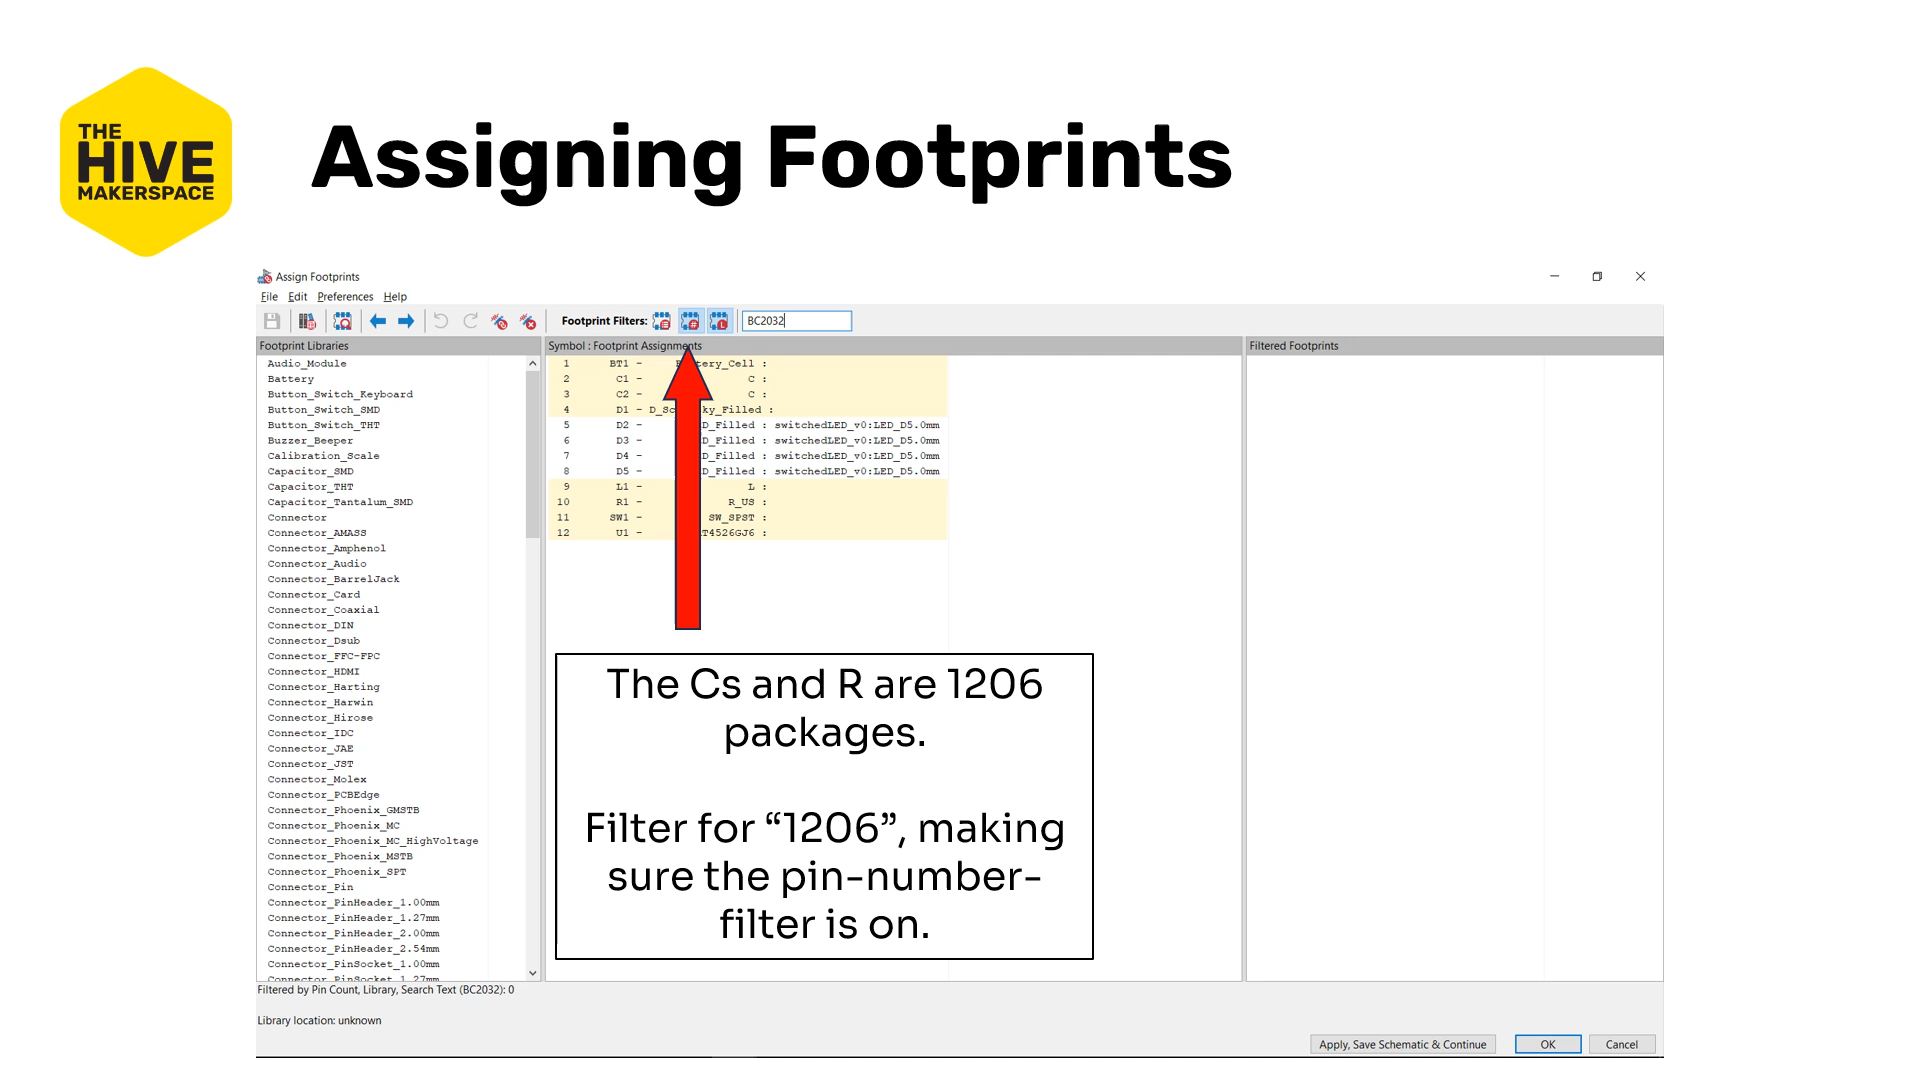 THE
HIVE
MAKERSPACE
Assigning Footprints
Assign Footprints
File Edit Preferences Help
Footprint Filters: BC2032
Footprint Libraries
Audio_Module
Battery
Button_Switch_Keyboard
Button_Switch_SMD
Button_Switch_THT
Buzzer_Beeper
Calibration_Scale
Capacitor_SMD
Capacitor_THT
Capacitor_Tantalum_SMD
Connector
Connector_AMASS
Connector_Amphenol
Connector_Audio
Connector_BarrelJack
Connector_Card
Connector_Coaxial
Connector_DIN
Connector_Dsub
Connector_FFC-FPC
Connector_HDMI
Connector_Harting
Connector_Harwin
Connector_Hirose
Connector_IDC
Connector_JAE
Connector_JST
Connector_Molex
Connector_PCBEdge
Connector_Phoenix_GMSTB
Connector_Phoenix_MC
Connector_Phoenix_MC_HighVoltage
Connector_Phoenix_MSTB
Connector_Phoenix_SPT
Connector_Pin
Connector_PinHeader_1.00mm
Connector_PinHeader_1.27mm
Connector_PinHeader_2.00mm
Connector_PinHeader_2.54mm
Connector_PinSocket_1.00mm
Connector_PinSocket_1.27mm
Symbol : Footprint Assignments
1 BT1 - tery_Cell :
2 C1 - C :
3 C2 - C :
4 D1 - D_Sc ky_Filled :
5 D2 - D_Filled : switchedLED_v0:LED_D5.0mm
6 D3 - D_Filled : switchedLED_v0:LED_D5.0mm
7 D4 - D_Filled : switchedLED_v0:LED_D5.0mm
8 D5 - D_Filled : switchedLED_v0:LED_D5.0mm
9 L1 - L :
10 R1 - R_US :
11 SW1 - SW_SPST :
12 U1 - T4526GJ6 :
Filtered Footprints
The Cs and R are 1206
packages.
Filter for “1206”, making
sure the pin-number-
filter is on.
Filtered by Pin Count, Library, Search Text (BC2032): 0
Library location: unknown
Apply, Save Schematic & Continue OK Cancel